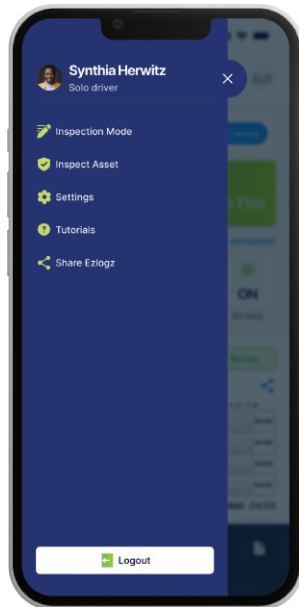 Synthia Herwitz
Solo driver
Inspection Mode
Inspect Asset
Settings
Tutorials
Share Ezlogz
ON
Logout